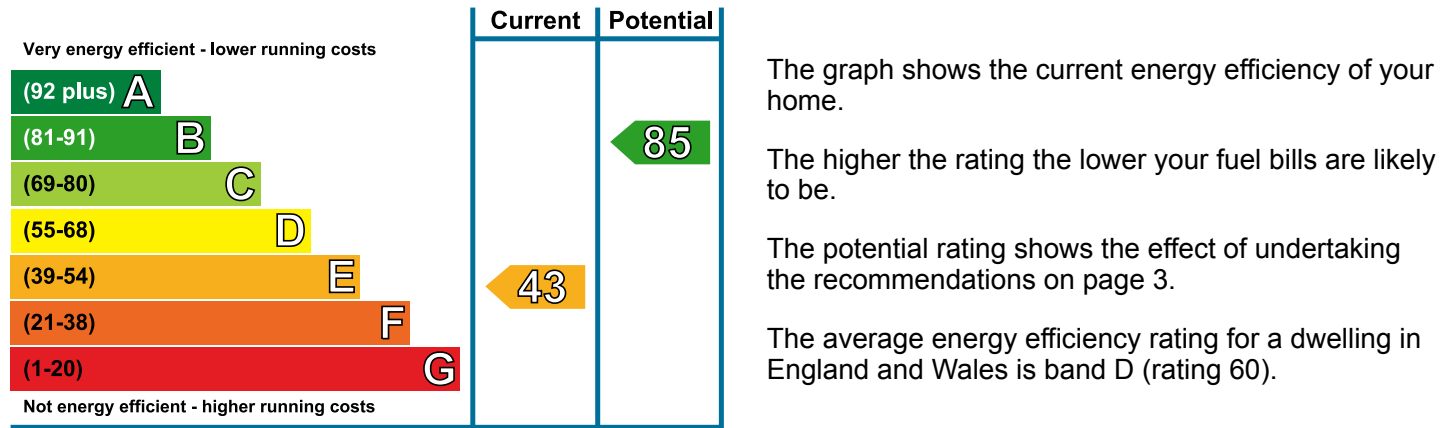 Current Potential
Very energy efficient - lower running costs
(92 plus) A
(81-91) B
85
(69-80) C
(55-68) D
(39-54) E
43
(21-38) F
(1-20) G
Not energy efficient - higher running costs
The graph shows the current energy efficiency of your
home.
The higher the rating the lower your fuel bills are likely
to be.
The potential rating shows the effect of undertaking
the recommendations on page 3.
The average energy efficiency rating for a dwelling in
England and Wales is band D (rating 60).